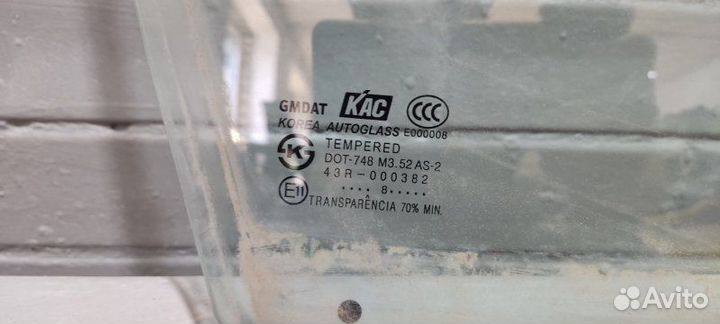 GMDAT KAC CCC
KOREA AUTOGLASS E000008
K TEMPERED
DOT-748 M3.52 AS-2
43R-000382
.... 8.....
E11 TRANSPARÊNCIA 70% MIN.
Avito